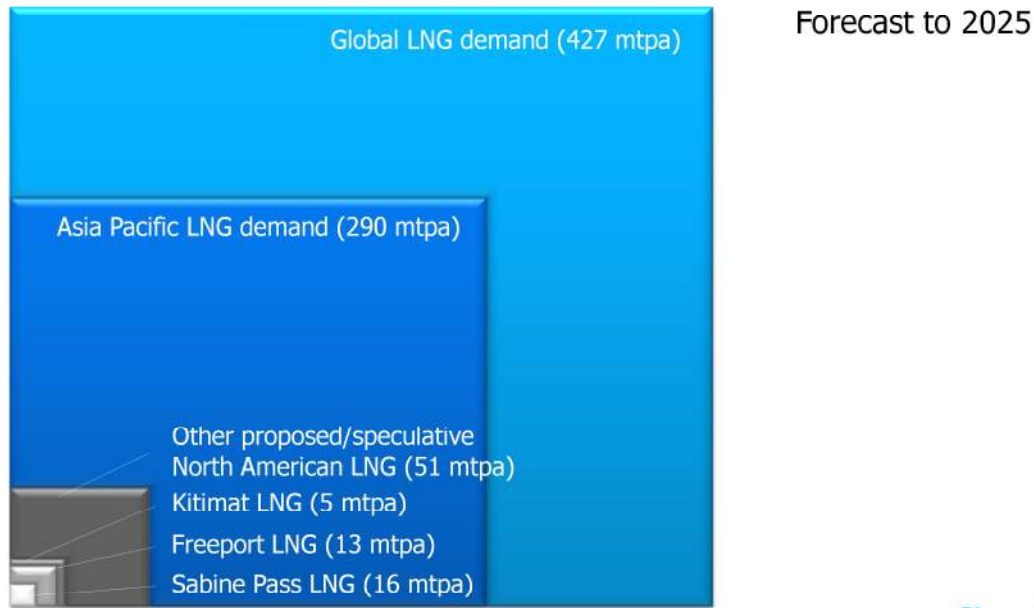 Forecast to 2025
Global LNG demand (427 mtpa)
Asia Pacific LNG demand (290 mtpa)
Other proposed/speculative
North American LNG (51 mtpa)
Kitimat LNG (5 mtpa)
Freeport LNG (13 mtpa)
Sabine Pass LNG (16 mtpa)